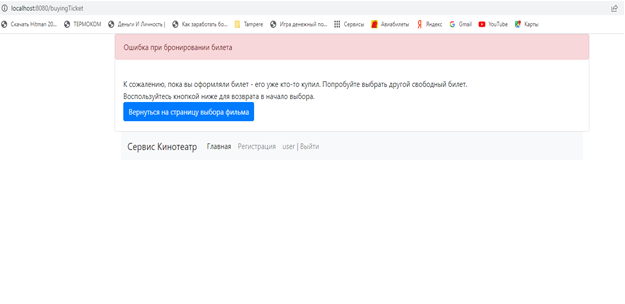 localhost:8080/buyingTicket
Скачать Hitman 20... ТЕРМОКОМ Деньги И Личность | Как заработать бо... Tampere Игра денежный по... Сервисы Авиабилеты Яндекс Gmail YouTube Карты
Ошибка при бронировании билета
К сожалению, пока вы оформляли билет - его уже кто-то купил. Попробуйте выбрать другой свободный билет.
Воспользуйтесь кнопкой ниже для возврата в начало выбора.
Вернуться на страницу выбора фильма
Сервис Кинотеатр Главная Регистрация user | Выйти